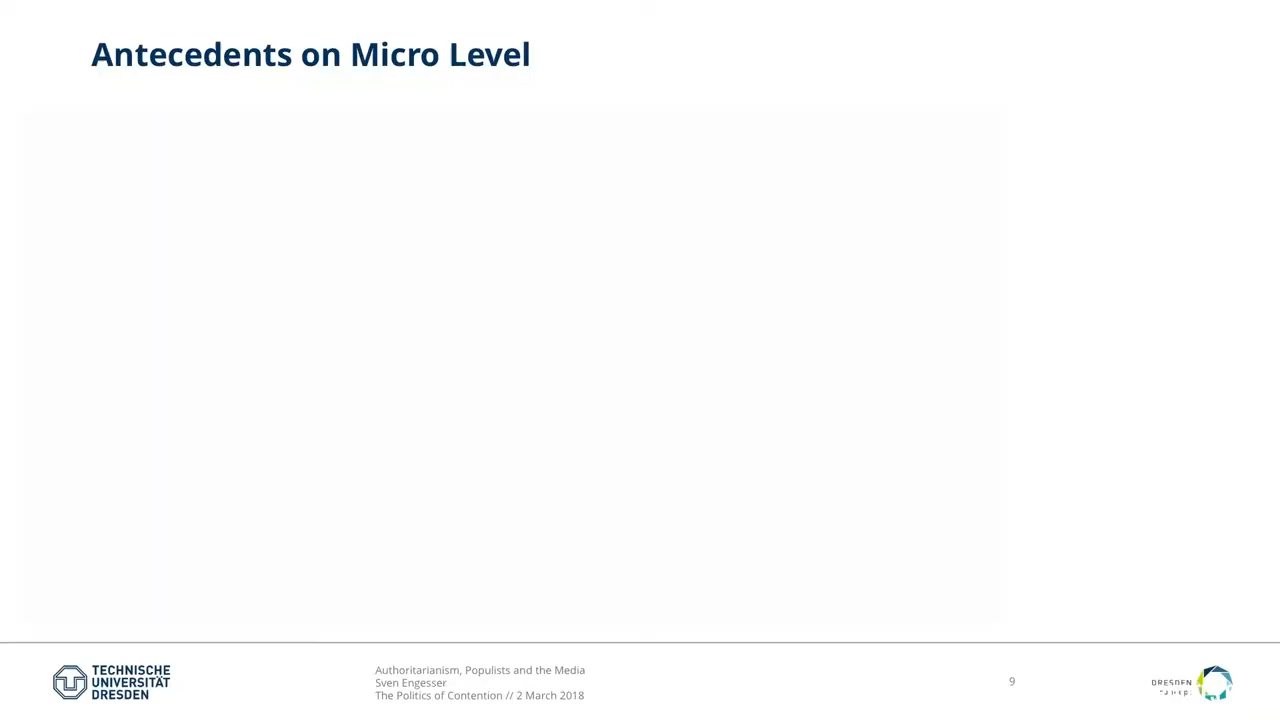 Antecedents on Micro Level
TECHNISCHE
UNIVERSITÄT
DRESDEN
Authoritarianism, Populists and the Media
Sven Engesser
The Politics of Contention // 2 March 2018
9
DRESDEN